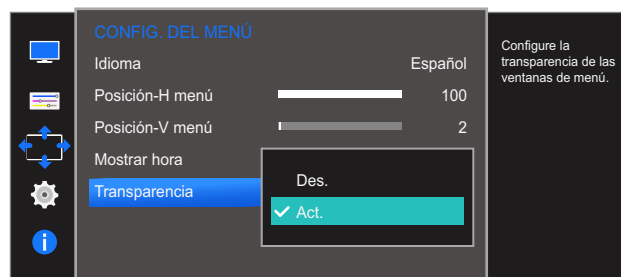 CONFIG. DEL MENÚ
Idioma Español
Posición-H menú 100
Posición-V menú 2
Mostrar hora
Transparencia
Des.
Act.
Configure la
transparencia de las
ventanas de menú.